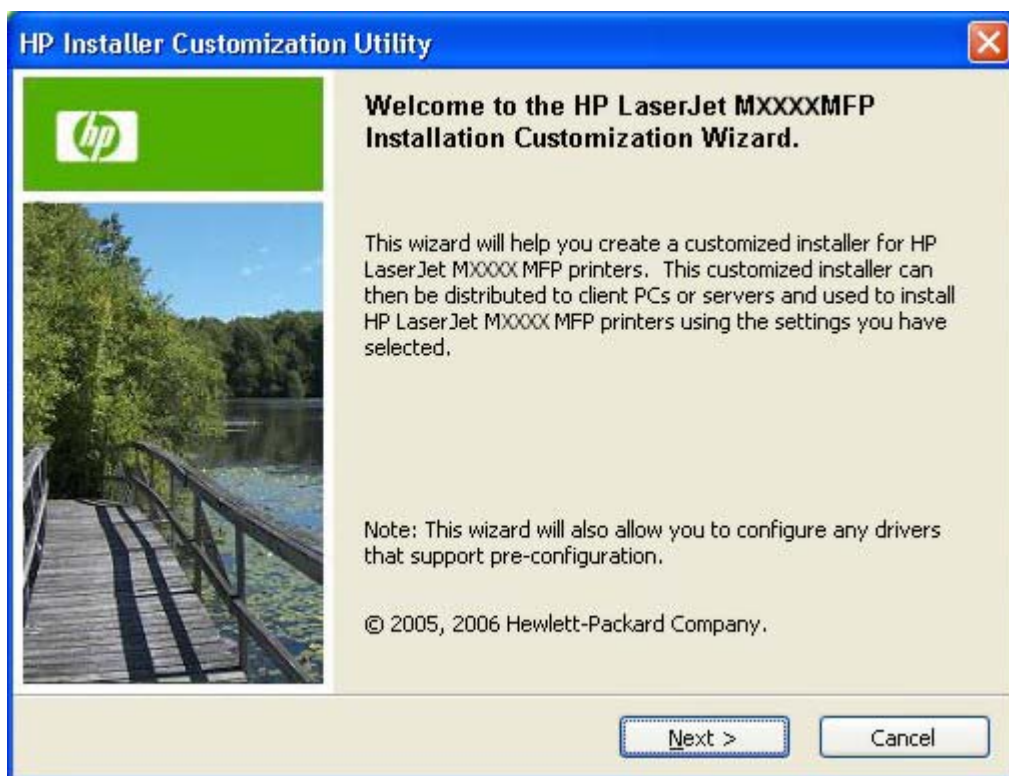 HP Installer Customization Utility
hp
Welcome to the HP LaserJet MXXXXMFP
Installation Customization Wizard.
This wizard will help you create a customized installer for HP
LaserJet MXXXX MFP printers. This customized installer can
then be distributed to client PCs or servers and used to install
HP LaserJet MXXXX MFP printers using the settings you have
selected.
Note: This wizard will also allow you to configure any drivers
that support pre-configuration.
© 2005, 2006 Hewlett-Packard Company.
Next >
Cancel